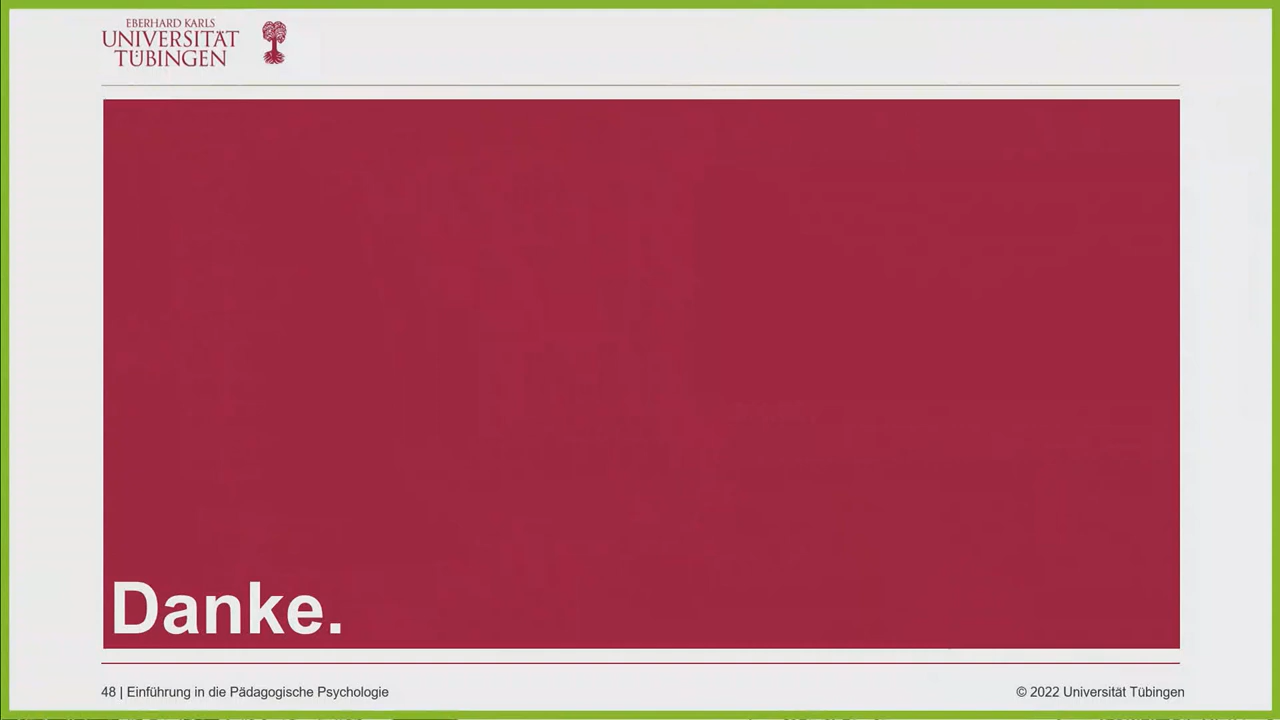 EBERHARD KARLS
UNIVERSITÄT
TÜBINGEN
Danke.
48 | Einführung in die Pädagogische Psychologie
© 2022 Universität Tübingen